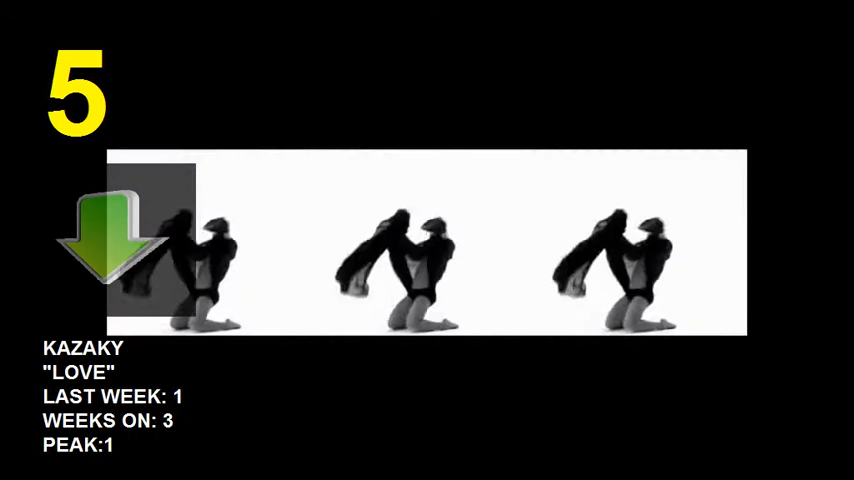 5
KAZAKY
"LOVE"
LAST WEEK: 1
WEEKS ON: 3
PEAK:1